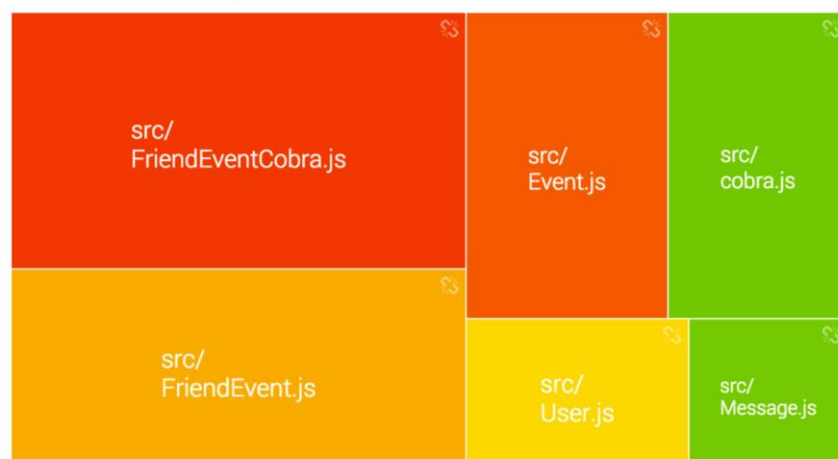 src/
FriendEventCobra.js
src/
Event.js
src/
cobra.js
src/
FriendEvent.js
src/
User.js
src/
Message.js